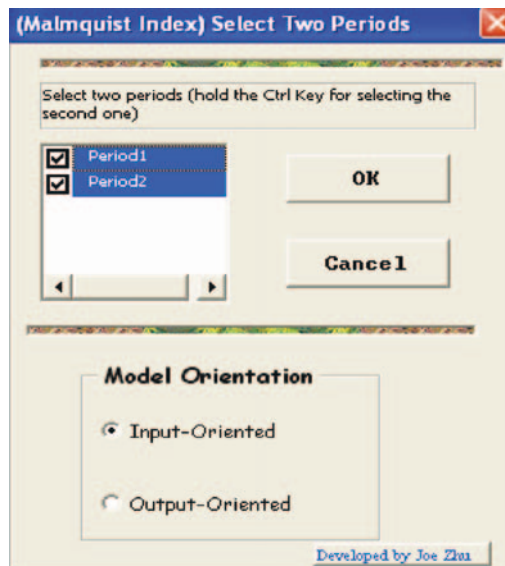 (Malmquist Index) Select Two Periods
Select two periods (hold the Ctrl Key for selecting the
second one)
Period1
Period2
OK
Cancel
Model Orientation
Input-Oriented
Output-Oriented
Developed by Joe Zhu